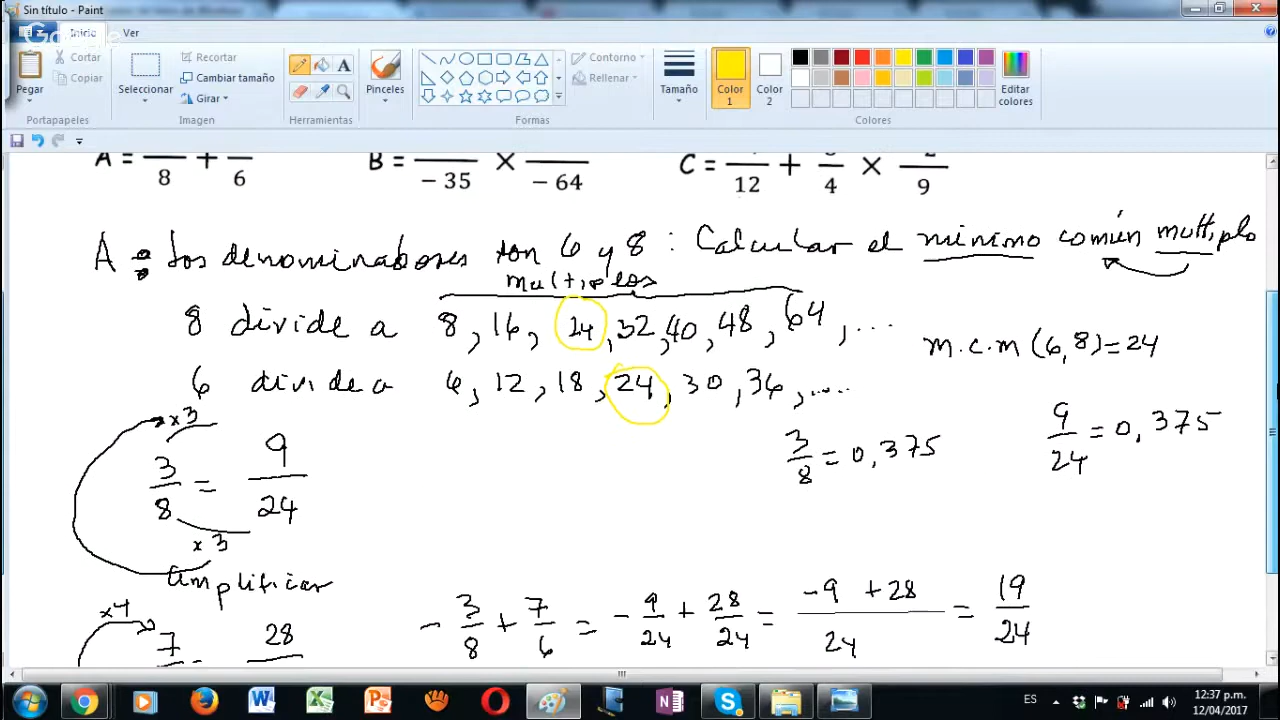 Sin título - Paint
Inicio Ver
Pegar Cortar Copiar Seleccionar Recortar Cambiar tamaño Girar Pinceles Contorno Rellenar Tamaño Color 1 Color 2 Editar colores
Portapapeles Imagen Herramientas Formas Colores
A = — + — B = — × — C = — + — × —
8 6 -35 -64 12 4 9
A : Los denominadores son 6 y 8 : Calcular el mínimo común multiplo
multiplos
8 divide a 8, 16, 24, 32, 40, 48, 64, ...
m.c.m (6,8) = 24
6 divide a 6, 12, 18, 24, 30, 36, ....
x3
3/8 = 9/24
3/8 = 0,375
9/24 = 0,375
x3
Amplificar
x4
7 = 28
- 3/8 + 7/6 = - 9/24 + 28/24 = -9 + 28 / 24 = 19/24
ES 12:37 p.m.
12/04/2017